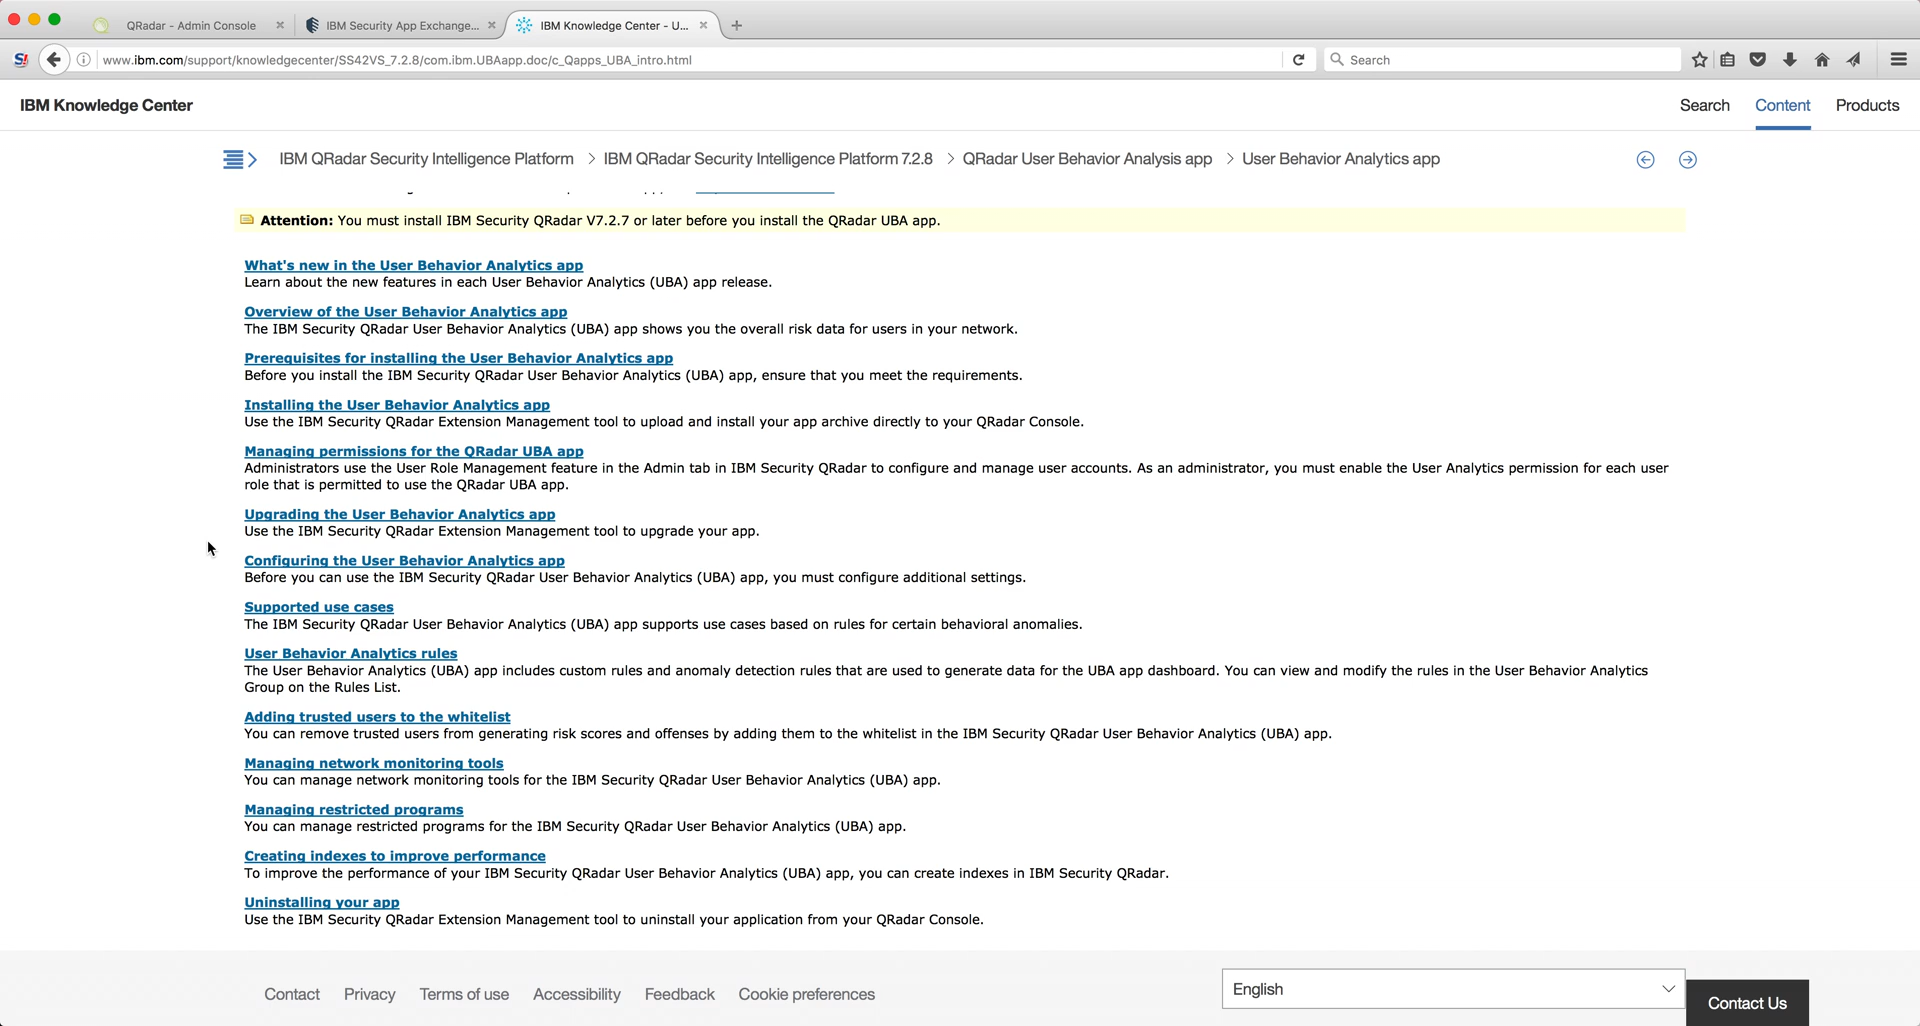 QRadar - Admin Console
IBM Security App Exchange...
IBM Knowledge Center - U...
www.ibm.com/support/knowledgecenter/SS42VS_7.2.8/com.ibm.UBAapp.doc/c_Qapps_UBA_intro.html
Search
IBM Knowledge Center
Search Content Products
IBM QRadar Security Intelligence Platform > IBM QRadar Security Intelligence Platform 7.2.8 > QRadar User Behavior Analysis app > User Behavior Analytics app
Attention: You must install IBM Security QRadar V7.2.7 or later before you install the QRadar UBA app.
What's new in the User Behavior Analytics app
Learn about the new features in each User Behavior Analytics (UBA) app release.
Overview of the User Behavior Analytics app
The IBM Security QRadar User Behavior Analytics (UBA) app shows you the overall risk data for users in your network.
Prerequisites for installing the User Behavior Analytics app
Before you install the IBM Security QRadar User Behavior Analytics (UBA) app, ensure that you meet the requirements.
Installing the User Behavior Analytics app
Use the IBM Security QRadar Extension Management tool to upload and install your app archive directly to your QRadar Console.
Managing permissions for the QRadar UBA app
Administrators use the User Role Management feature in the Admin tab in IBM Security QRadar to configure and manage user accounts. As an administrator, you must enable the User Analytics permission for each user
role that is permitted to use the QRadar UBA app.
Upgrading the User Behavior Analytics app
Use the IBM Security QRadar Extension Management tool to upgrade your app.
Configuring the User Behavior Analytics app
Before you can use the IBM Security QRadar User Behavior Analytics (UBA) app, you must configure additional settings.
Supported use cases
The IBM Security QRadar User Behavior Analytics (UBA) app supports use cases based on rules for certain behavioral anomalies.
User Behavior Analytics rules
The User Behavior Analytics (UBA) app includes custom rules and anomaly detection rules that are used to generate data for the UBA app dashboard. You can view and modify the rules in the User Behavior Analytics
Group on the Rules List.
Adding trusted users to the whitelist
You can remove trusted users from generating risk scores and offenses by adding them to the whitelist in the IBM Security QRadar User Behavior Analytics (UBA) app.
Managing network monitoring tools
You can manage network monitoring tools for the IBM Security QRadar User Behavior Analytics (UBA) app.
Managing restricted programs
You can manage restricted programs for the IBM Security QRadar User Behavior Analytics (UBA) app.
Creating indexes to improve performance
To improve the performance of your IBM Security QRadar User Behavior Analytics (UBA) app, you can create indexes in IBM Security QRadar.
Uninstalling your app
Use the IBM Security QRadar Extension Management tool to uninstall your application from your QRadar Console.
Contact Privacy Terms of use Accessibility Feedback Cookie preferences
English
Contact Us